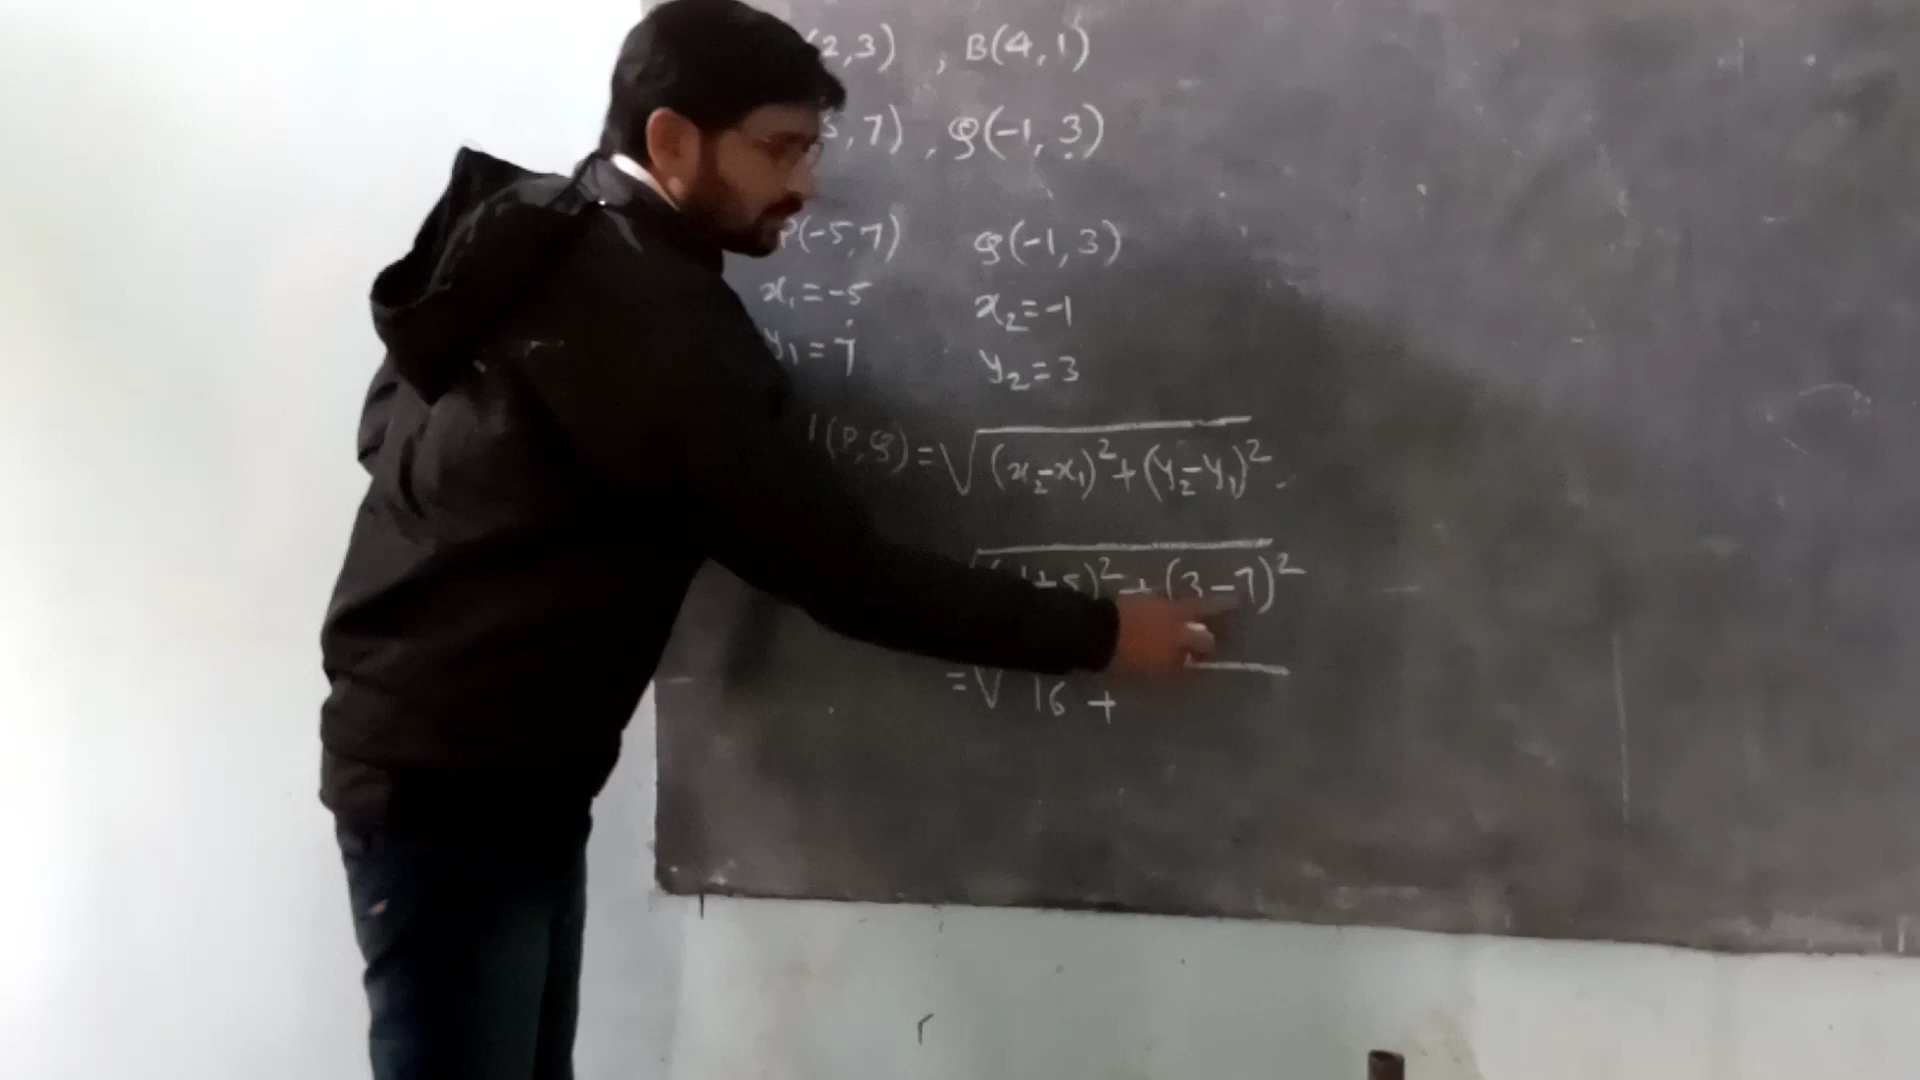 2,3) , B(4,1)
5,7) , Q(-1,3)
P(-5,7) Q(-1,3)
x₁=-5 x₂=-1
y₁=7 y₂=3
(P,Q)=√(x₂-x₁)²+(y₂-y₁)²
+5)²+(3-7)²
=√16+